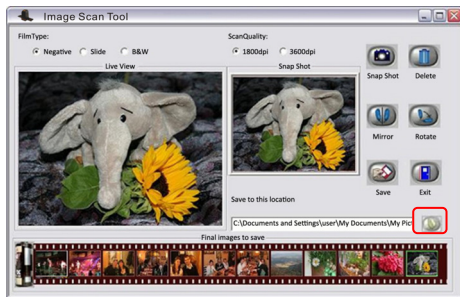 Image Scan Tool
FilmType:
Negative Slide B&W
ScanQuality:
1800dpi 3600dpi
Live View
Snap Shot
Snap Shot Delete
Mirror Rotate
Save Exit
Save to this location
C:\Documents and Settings\user\My Documents\My Pic
Final images to save